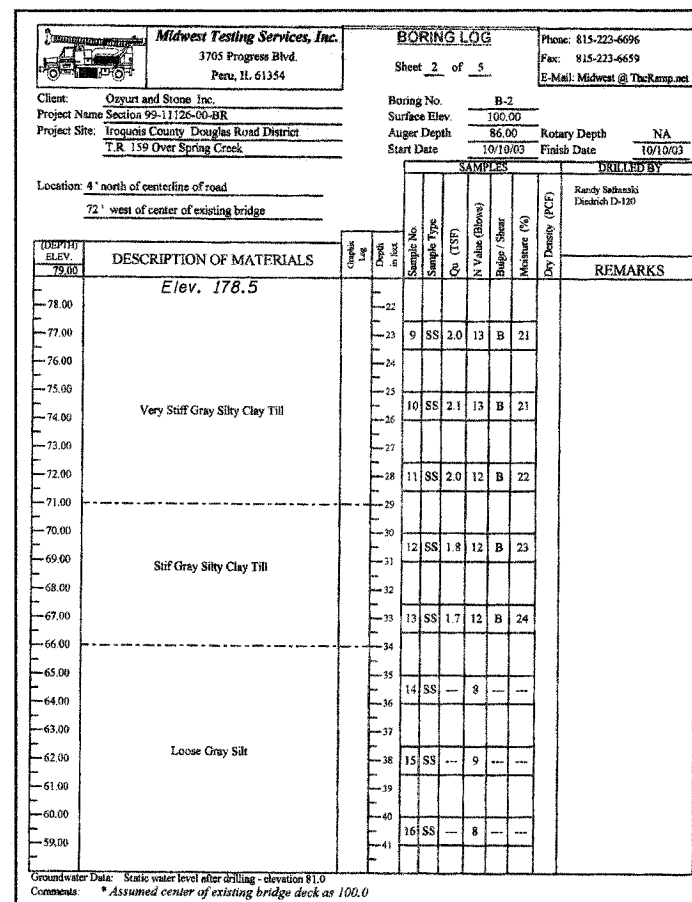 Midwest Testing Services, Inc.
3705 Progress Blvd.
Peru, IL 61354
BORING LOG
Sheet 2 of 5
Phone: 815-223-6696
Fax: 815-223-6659
E-Mail: Midwest @ TheRamp.net
Client: Ozyurt and Stone Inc.
Project Name Section 99-11126-00-BR
Project Site: Iroquois County Douglas Road District
T.R. 159 Over Spring Creek
Boring No. B-2
Surface Elev. 100.00
Auger Depth 86.00 Rotary Depth NA
Start Date 10/10/03 Finish Date 10/10/03
Location: 4' north of centerline of road
72' west of center of existing bridge
SAMPLES
DRILLED BY
Randy Safranski
Diedrich D-120
(DEPTH) ELEV. 79.00
DESCRIPTION OF MATERIALS
Graphic Log
Depth in feet
Sample No.
Sample Type
Qu (TSF)
N Value (Blows)
Bulge / Shear
Moisture (%)
Dry Density (PCF)
REMARKS
Elev. 178.5
78.00 22
77.00 23 9 SS 2.0 13 B 21
76.00 24
75.00 25
74.00 Very Stiff Gray Silty Clay Till 26 10 SS 2.1 13 B 21
73.00 27
72.00 28 11 SS 2.0 12 B 22
71.00 29
70.00 30
69.00 Stif Gray Silty Clay Till 31 12 SS 1.8 12 B 23
68.00 32
67.00 33 13 SS 1.7 12 B 24
66.00 34
65.00 35
64.00 36 14 SS --- 8 --- ---
63.00 37
62.00 Loose Gray Silt 38 15 SS --- 9 --- ---
61.00 39
60.00 40
59.00 41 16 SS --- 8 --- ---
Groundwater Data: Static water level after drilling - elevation 81.0
Comments: * Assumed center of existing bridge deck as 100.0